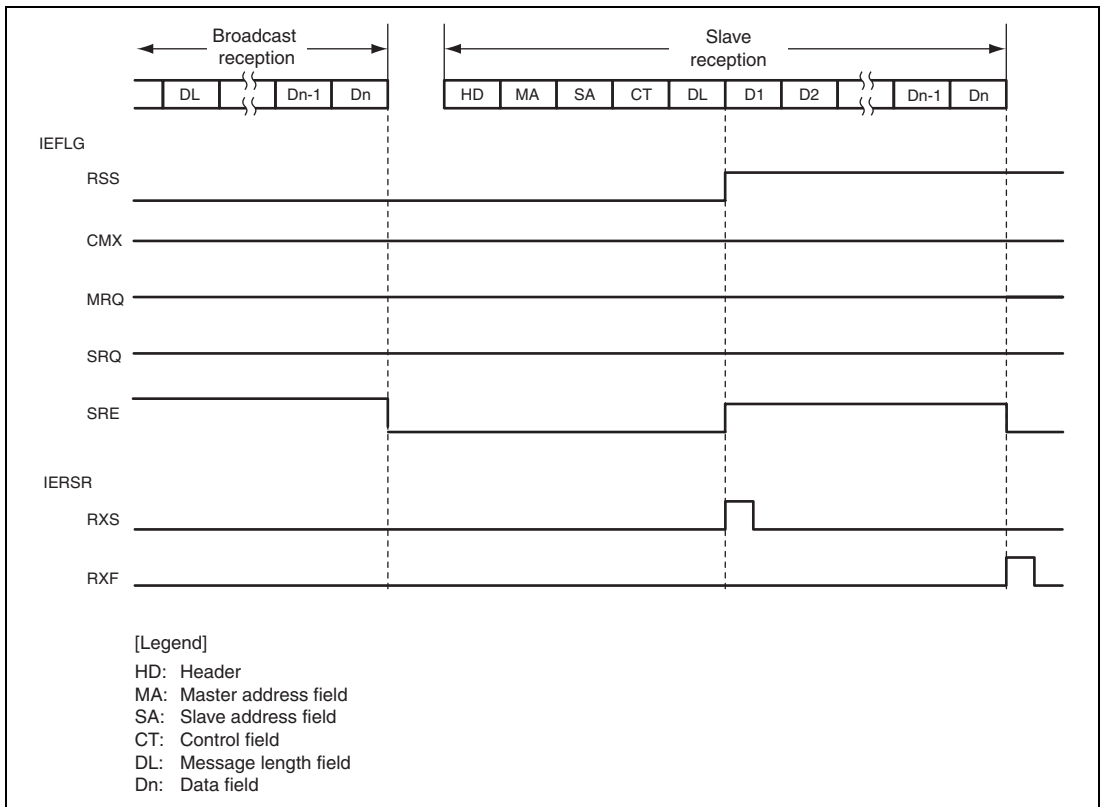 Broadcast
reception
Slave
reception
DL Dn-1 Dn HD MA SA CT DL D1 D2 Dn-1 Dn
IEFLG
RSS
CMX
MRQ
SRQ
SRE
IERSR
RXS
RXF
[Legend]
HD: Header
MA: Master address field
SA: Slave address field
CT: Control field
DL: Message length field
Dn: Data field